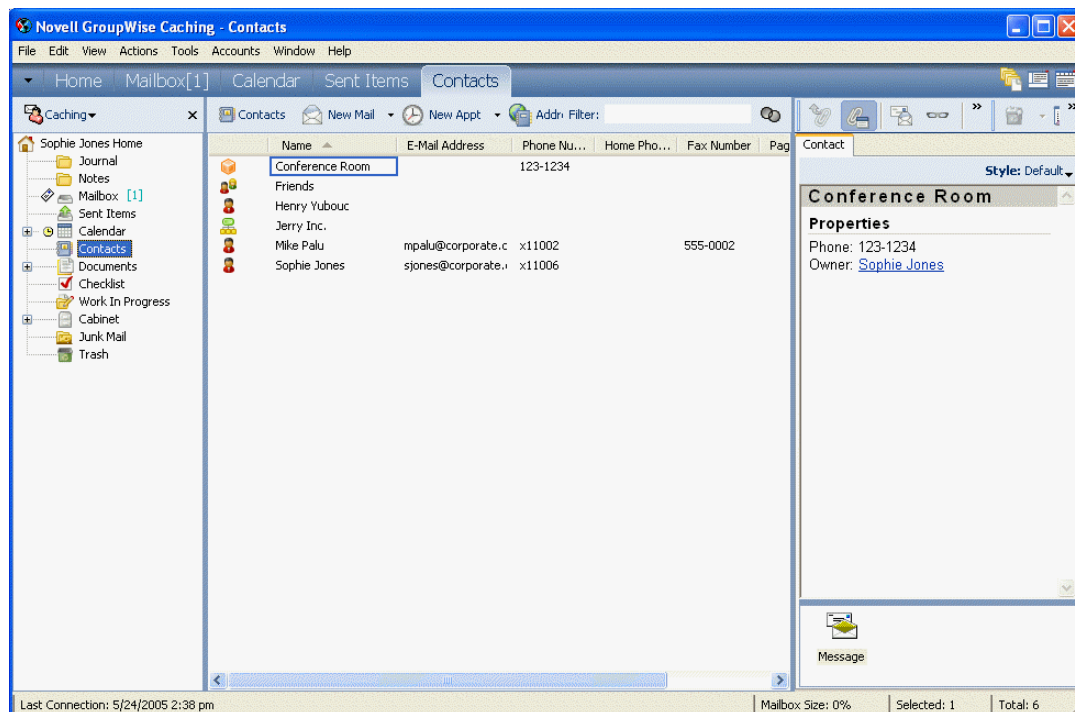 Novell GroupWise Caching - Contacts
File Edit View Actions Tools Accounts Window Help
Home Mailbox[1] Calendar Sent Items Contacts
Caching
Contacts New Mail New Appt Addr Filter:
Sophie Jones Home
Journal
Notes
Mailbox [1]
Sent Items
Calendar
Contacts
Documents
Checklist
Work In Progress
Cabinet
Junk Mail
Trash
Name E-Mail Address Phone Nu... Home Pho... Fax Number Pag
Conference Room 123-1234
Friends
Henry Yubouc
Jerry Inc.
Mike Palu mpalu@corporate.c x11002 555-0002
Sophie Jones sjones@corporate. x11006
Contact
Style: Default
Conference Room
Properties
Phone: 123-1234
Owner: Sophie Jones
Message
Last Connection: 5/24/2005 2:38 pm
Mailbox Size: 0% Selected: 1 Total: 6